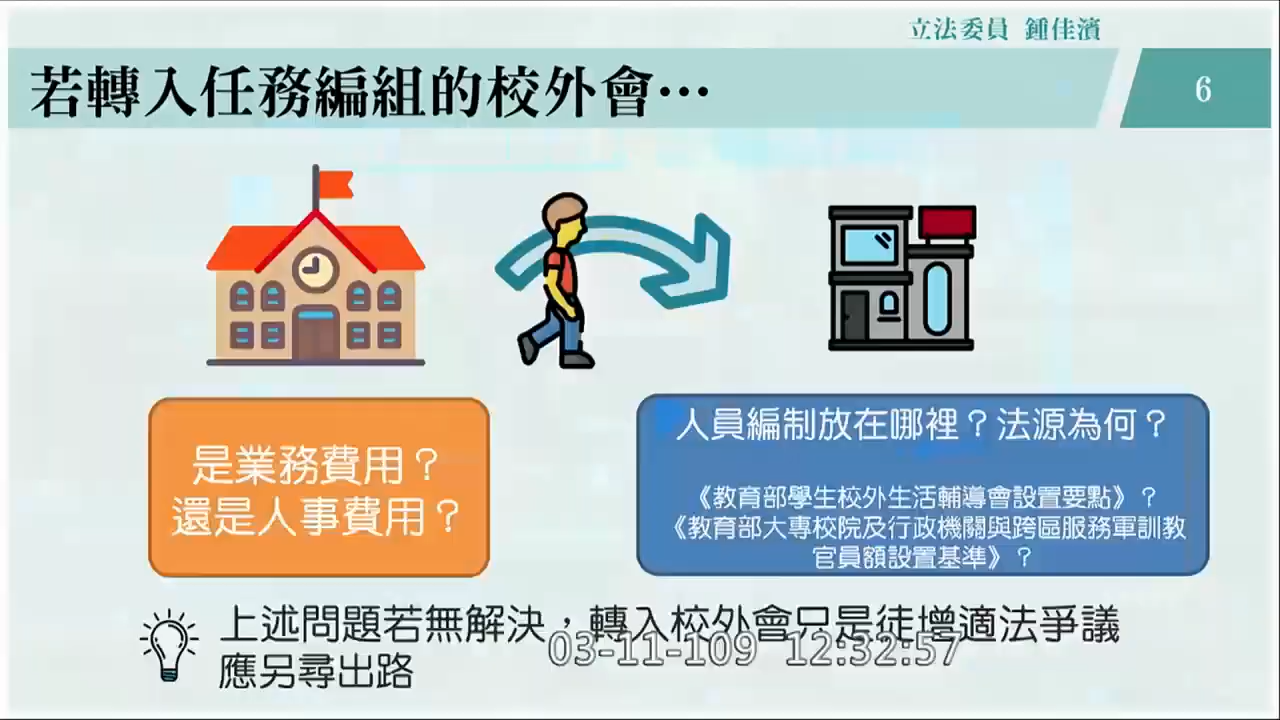 立法委員 鍾佳濱
若轉入任務編組的校外會…
6
是業務費用？
還是人事費用？
人員編制放在哪裡？法源為何？
《教育部學生校外生活輔導會設置要點》？
《教育部大專校院及行政機關與跨區服務軍訓教
官員額設置基準》？
上述問題若無解決，轉入校外會只是徒增適法爭議
應另尋出路
03-11-109 12:32:57